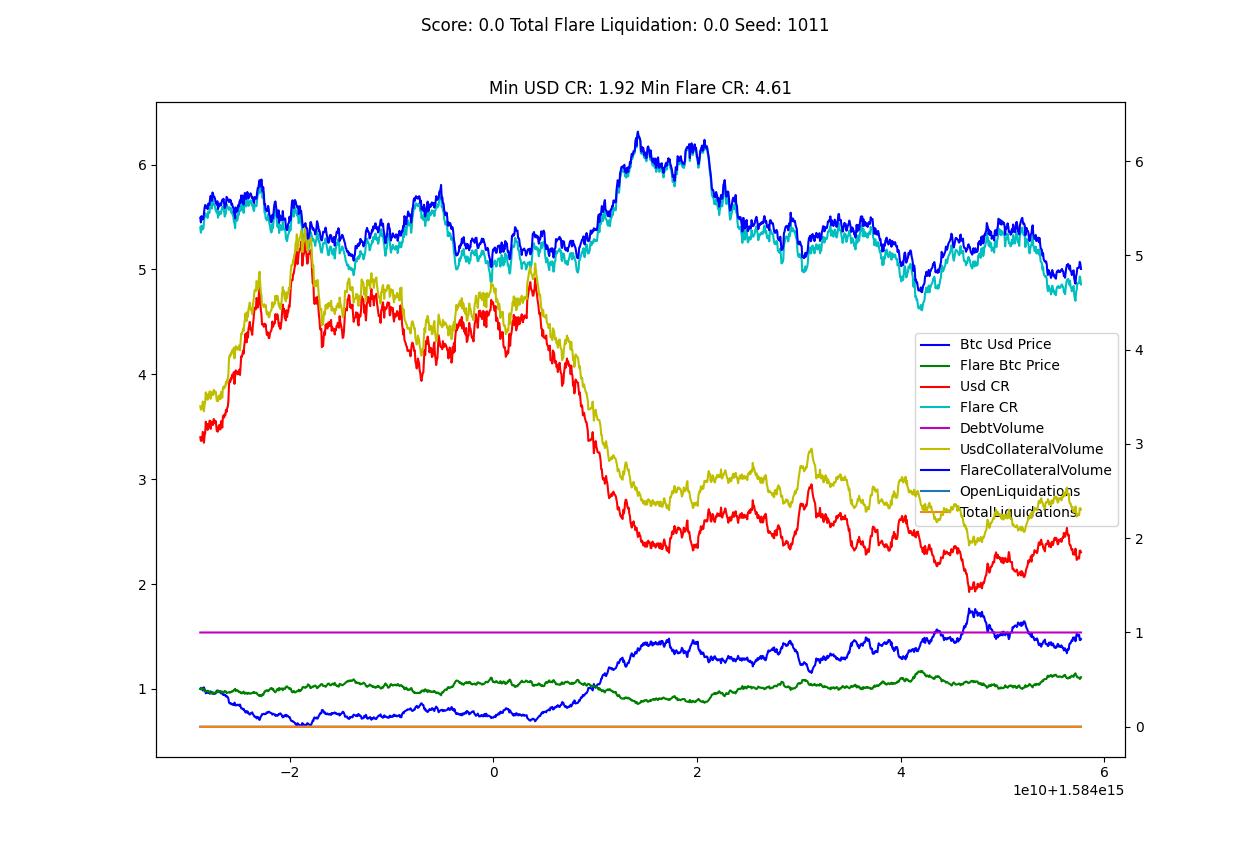 Score: 0.0 Total Flare Liquidation: 0.0 Seed: 1011
Min USD CR: 1.92 Min Flare CR: 4.61
6
5
4
3
2
1
6
5
4
3
2
1
0
Btc Usd Price
Flare Btc Price
Usd CR
Flare CR
DebtVolume
UsdCollateralVolume
FlareCollateralVolume
OpenLiquidations
TotalLiquidations
−2
0
2
4
6
1e10+1.584e15